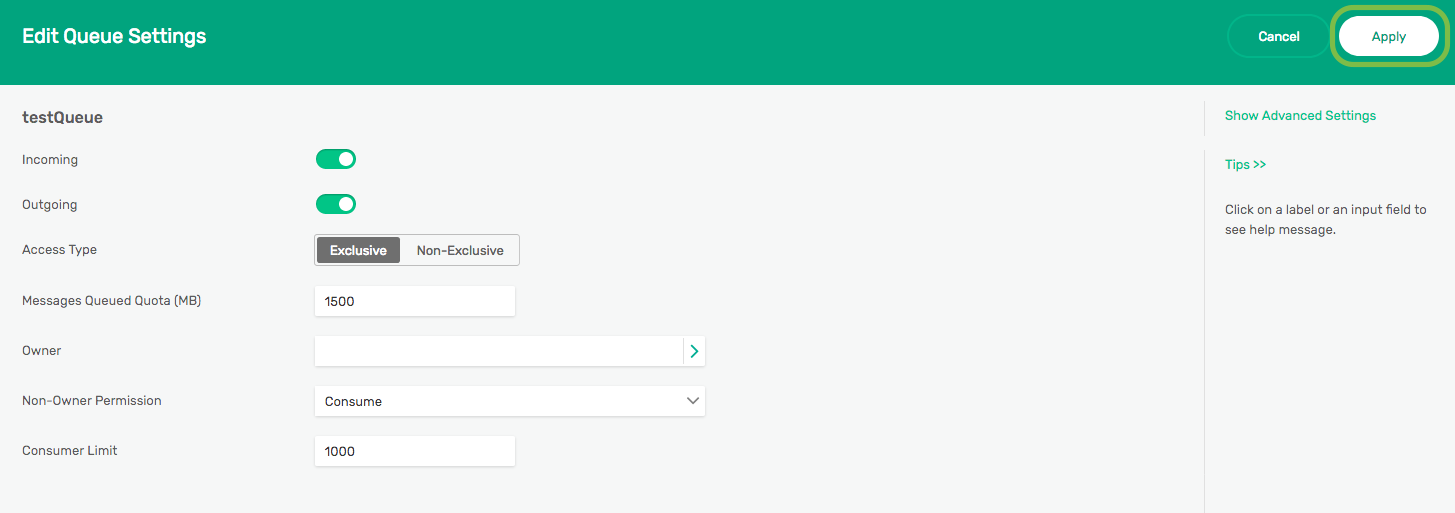 Edit Queue Settings
Cancel
Apply
testQueue
Show Advanced Settings
Incoming
Tips >>
Outgoing
Click on a label or an input field to
see help message.
Access Type
Exclusive
Non-Exclusive
Messages Queued Quota (MB)
1500
Owner
Non-Owner Permission
Consume
Consumer Limit
1000